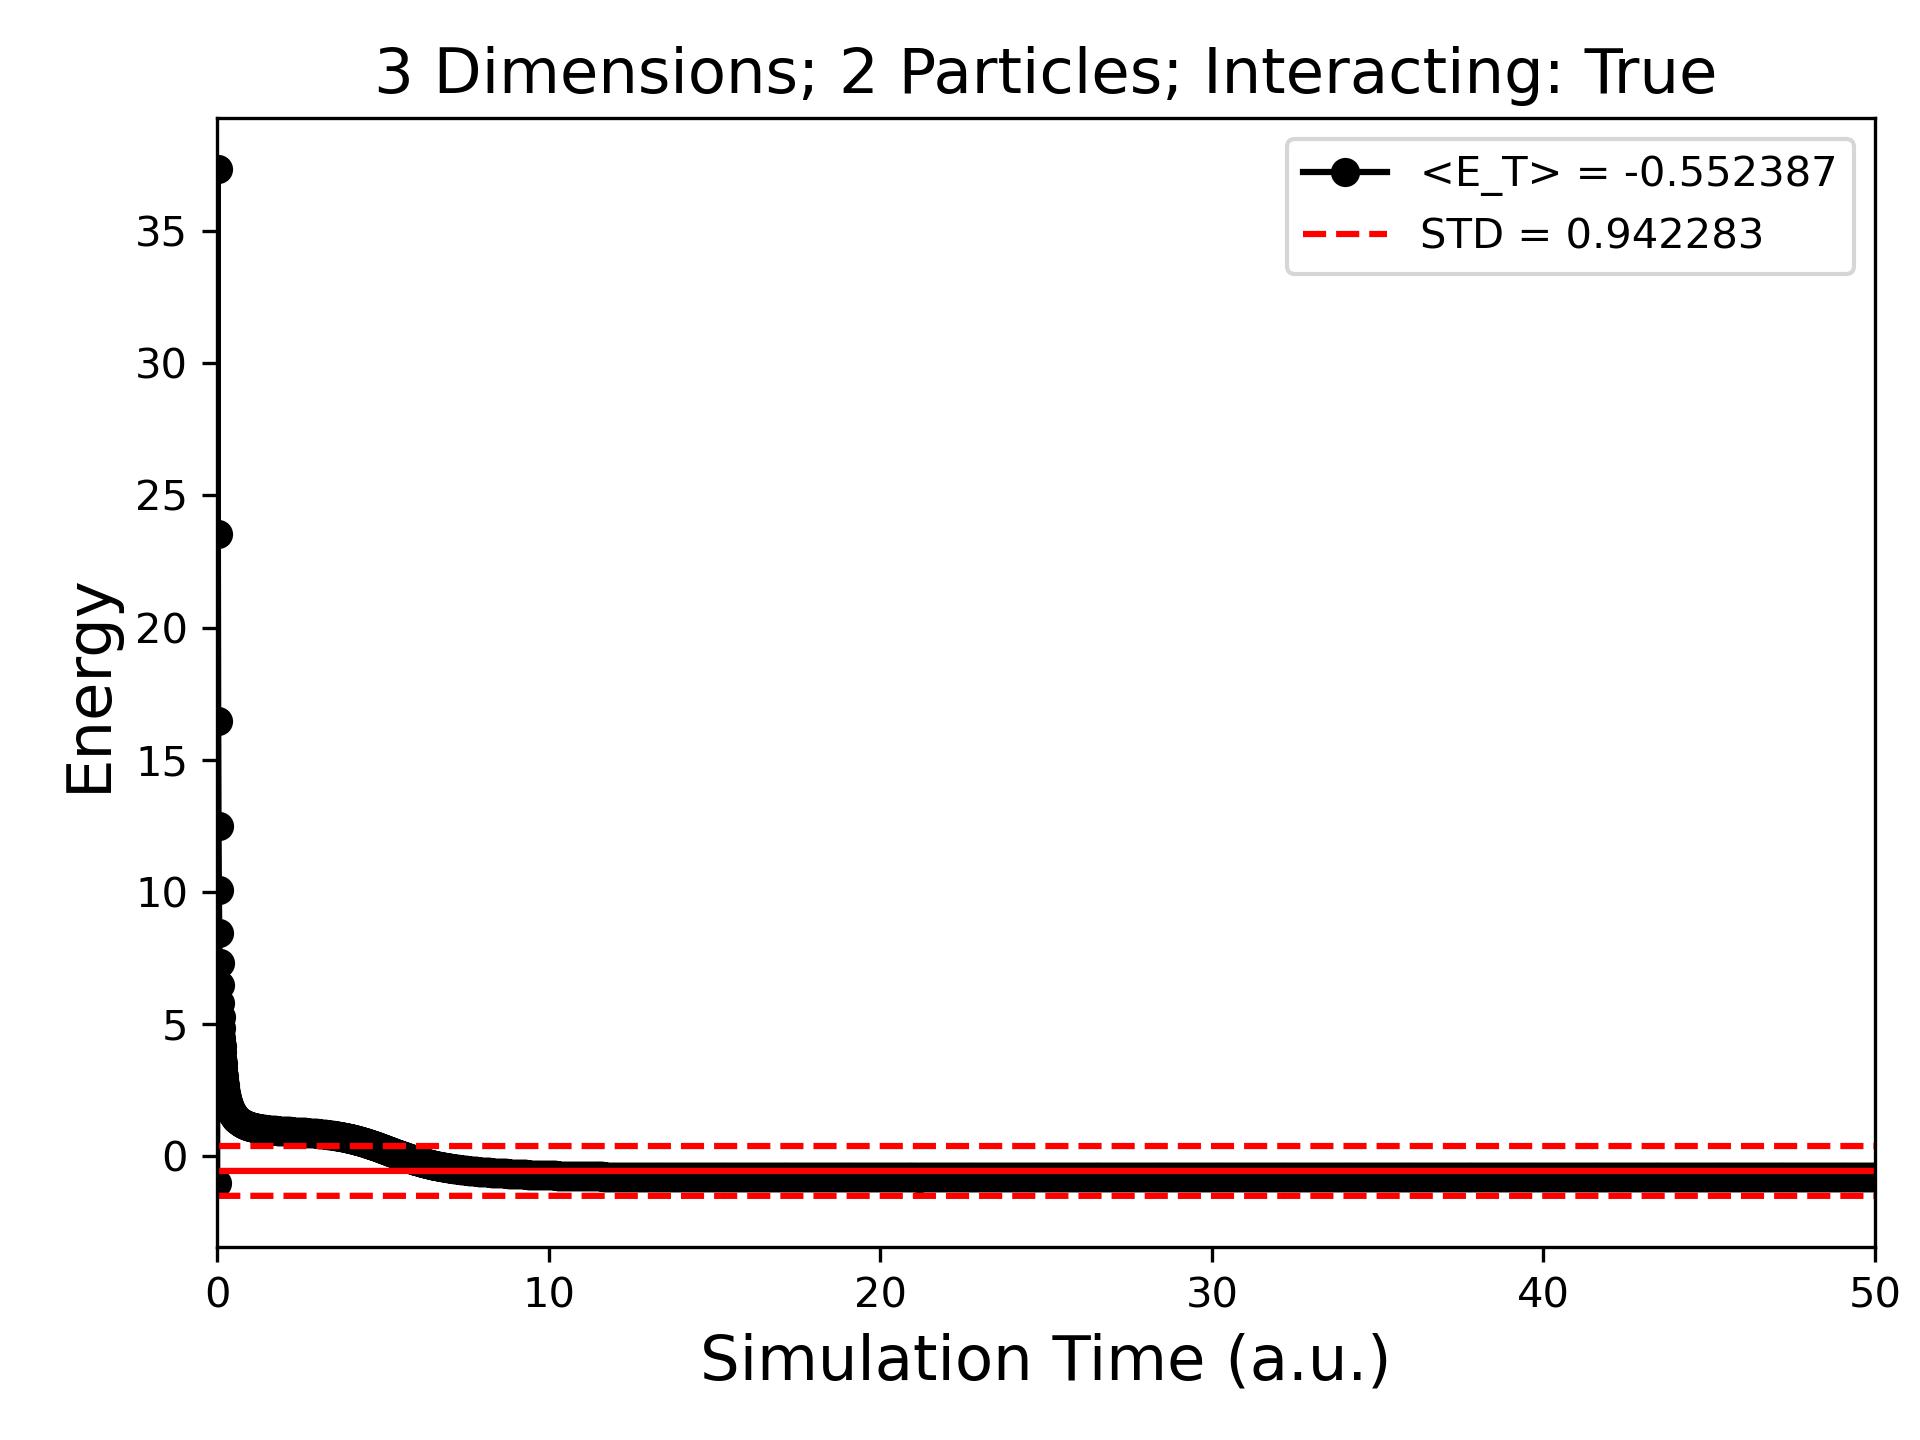 3 Dimensions; 2 Particles; Interacting: True
<E_T> = -0.552387
STD = 0.942283
35
30
25
20
15
10
5
0
Energy
0 10 20 30 40 50
Simulation Time (a.u.)